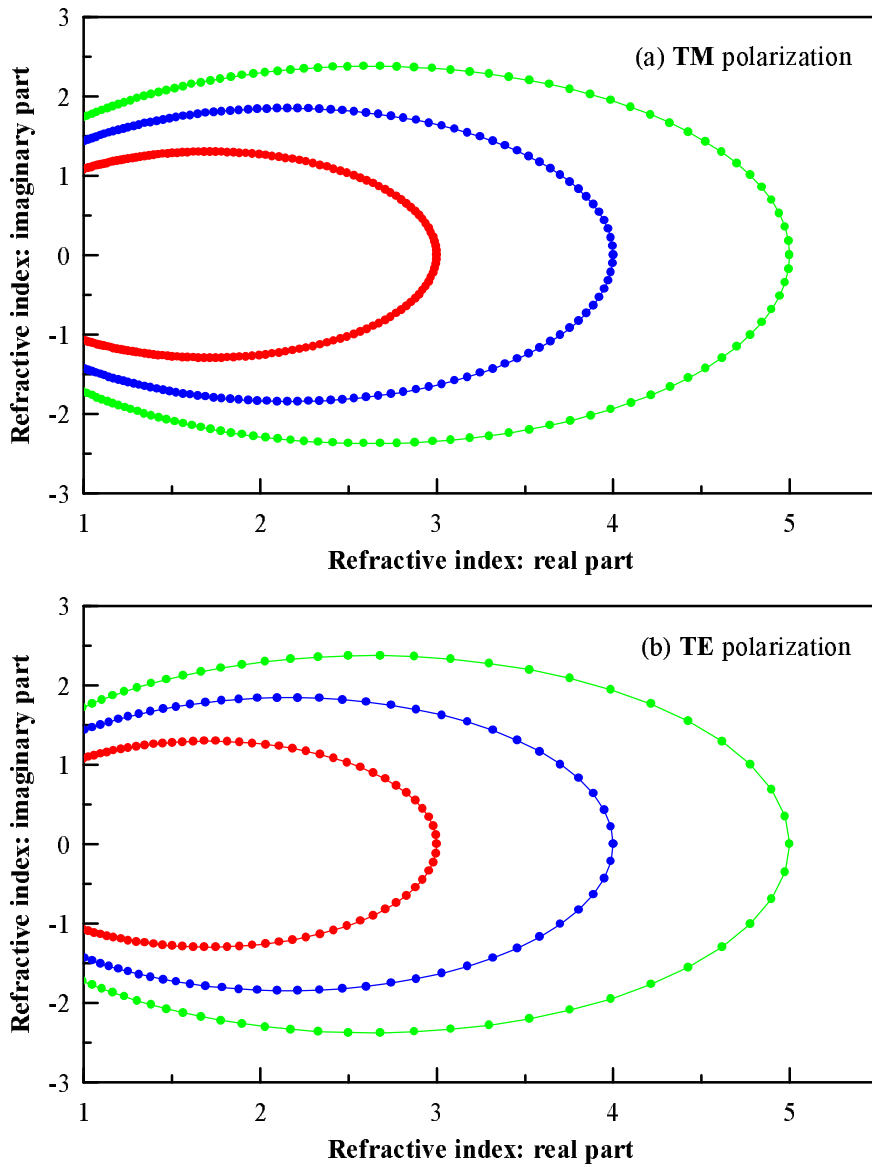 3
(a) TM polarization
2
1
0
-1
-2
-3
Refractive index: imaginary part
1 2 3 4 5
Refractive index: real part
3
(b) TE polarization
2
1
0
-1
-2
-3
Refractive index: imaginary part
1 2 3 4 5
Refractive index: real part